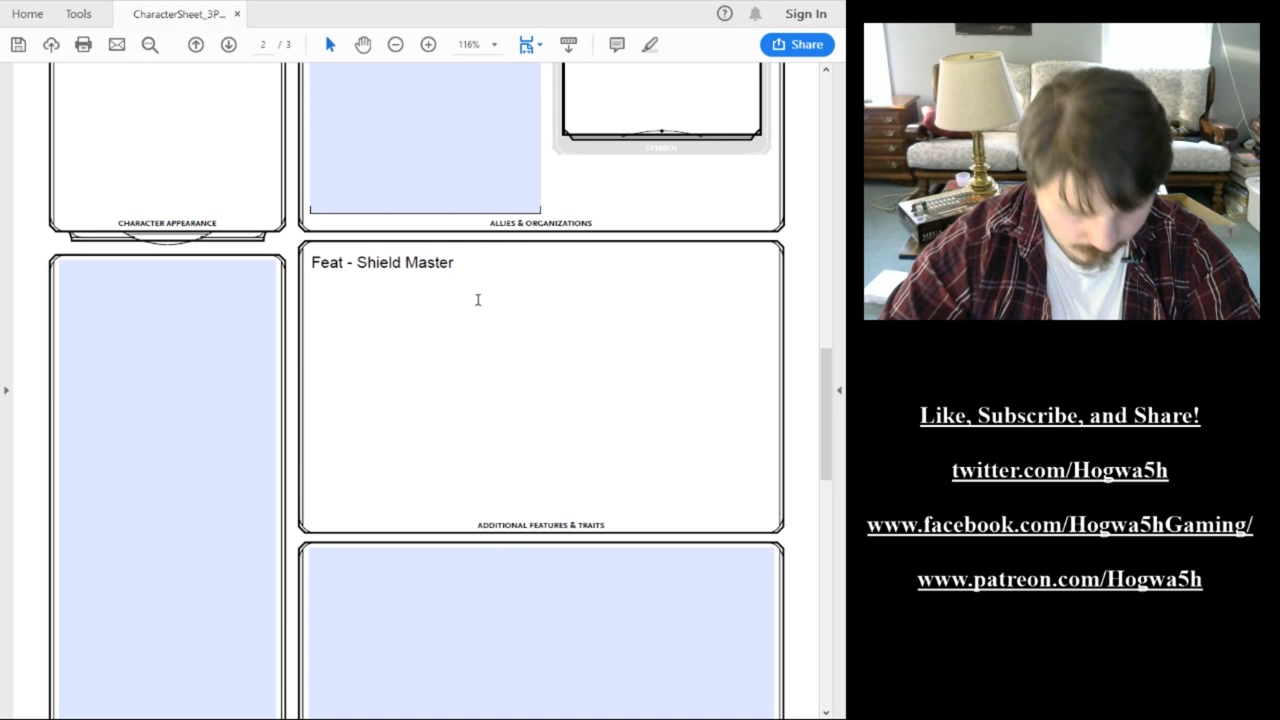 Home
Tools
CharacterSheet_3P...
×
Sign In
2 / 3
116%
Share
SYMBOL
CHARACTER APPEARANCE
ALLIES & ORGANIZATIONS
Feat - Shield Master
ADDITIONAL FEATURES & TRAITS
Like, Subscribe, and Share!
twitter.com/Hogwa5h
www.facebook.com/Hogwa5hGaming/
www.patreon.com/Hogwa5h